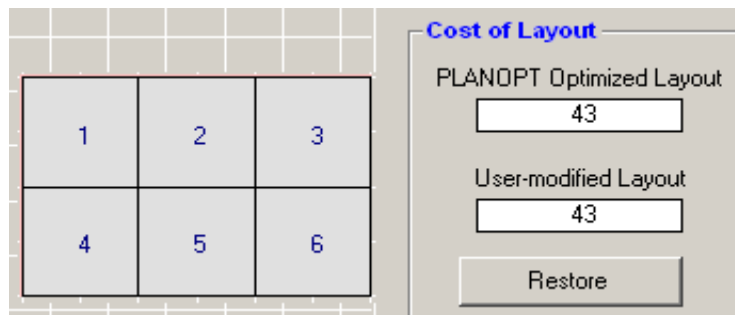 1 2 3
4 5 6
Cost of Layout
PLANOPT Optimized Layout
43
User-modified Layout
43
Restore